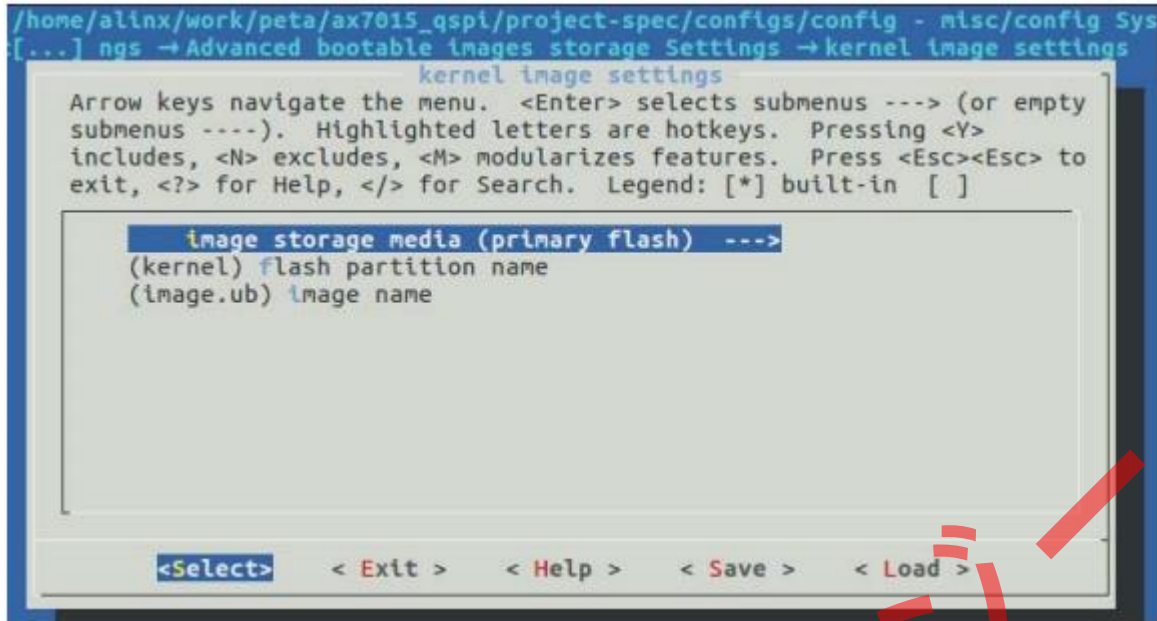 /home/alinx/work/peta/ax7015_qspi/project-spec/configs/config - misc/config Sys
[...] ngs → Advanced bootable images storage Settings → kernel image settings
kernel image settings
Arrow keys navigate the menu.  <Enter> selects submenus ---> (or empty
submenus ----).  Highlighted letters are hotkeys.  Pressing <Y>
includes, <N> excludes, <M> modularizes features.  Press <Esc><Esc> to
exit, <?> for Help, </> for Search.  Legend: [*] built-in  [ ]
image storage media (primary flash)  --->
(kernel) flash partition name
(image.ub) image name
<Select>    < Exit >    < Help >    < Save >    < Load >